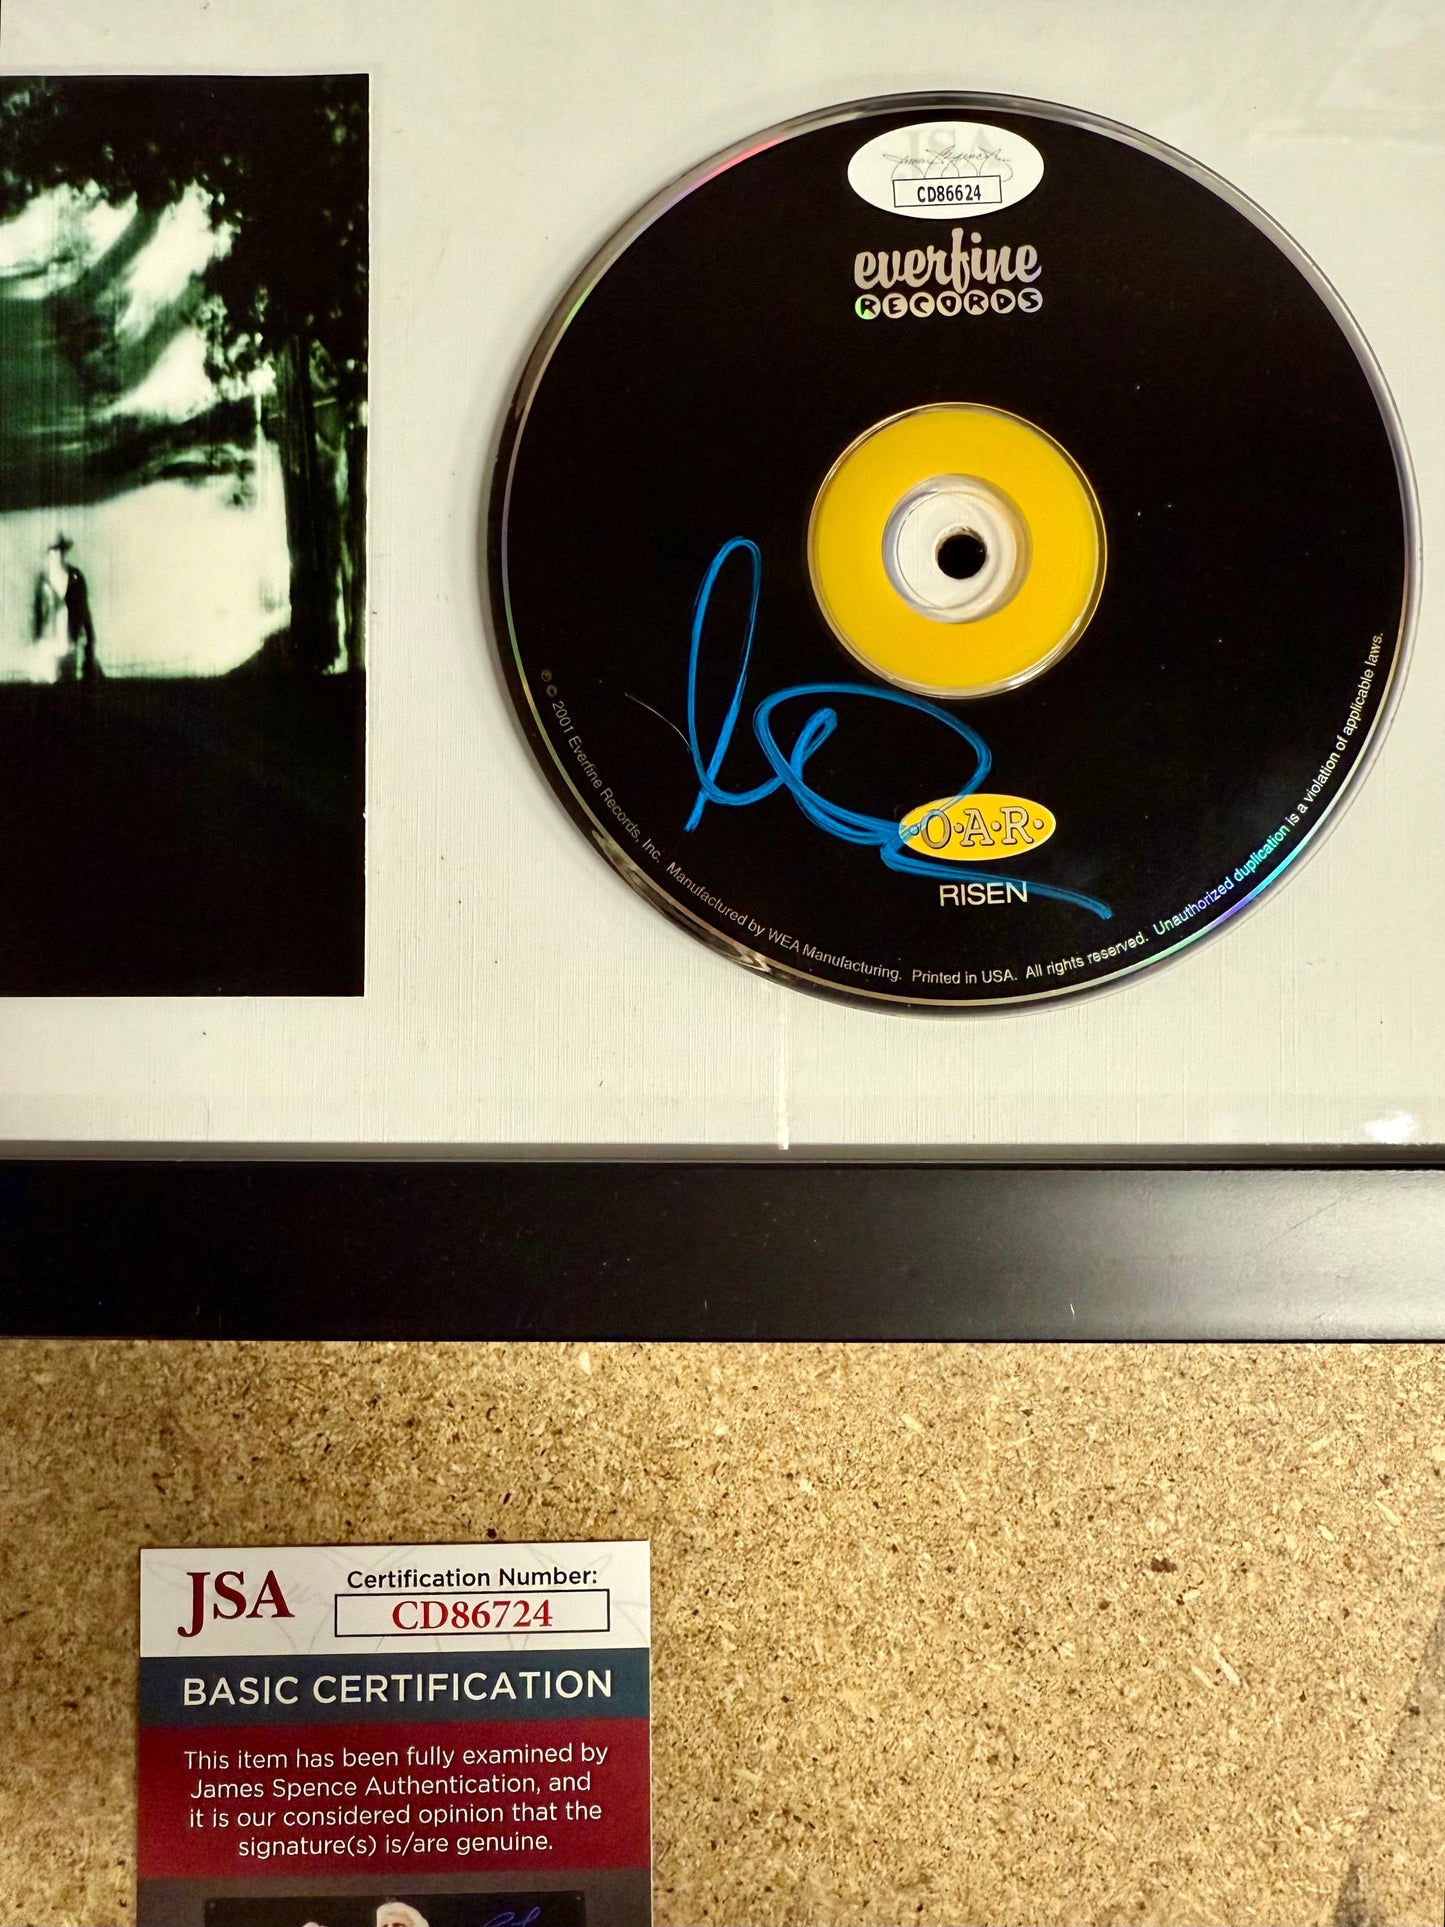 CD86624
everfine
RECORDS
O•A•R•
RISEN
℗ © 2001 Everfine Records, Inc. Manufactured by WEA Manufacturing. Printed in USA. All rights reserved. Unauthorized duplication is a violation of applicable laws.
JSA
Certification Number:
CD86724
BASIC CERTIFICATION
This item has been fully examined by
James Spence Authentication, and
it is our considered opinion that the
signature(s) is/are genuine.